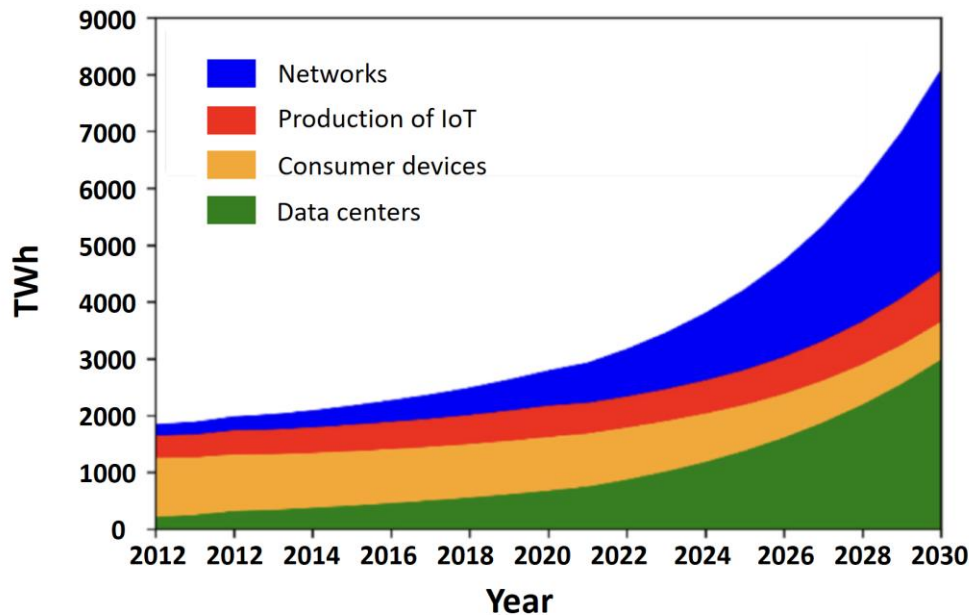 9000
8000
7000
6000
5000
4000
3000
2000
1000
0
TWh
Networks
Production of IoT
Consumer devices
Data centers
2012 2012 2014 2016 2018 2020 2022 2024 2026 2028 2030
Year